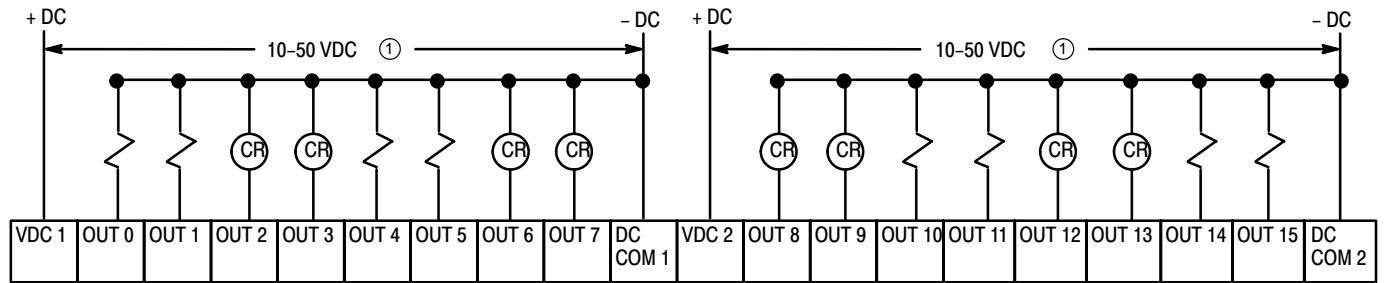 + DC – DC + DC – DC
10–50 VDC ① 10–50 VDC ①
CR CR CR CR CR CR CR CR
VDC 1 OUT 0 OUT 1 OUT 2 OUT 3 OUT 4 OUT 5 OUT 6 OUT 7 DC COM 1 VDC 2 OUT 8 OUT 9 OUT 10 OUT 11 OUT 12 OUT 13 OUT 14 OUT 15 DC COM 2